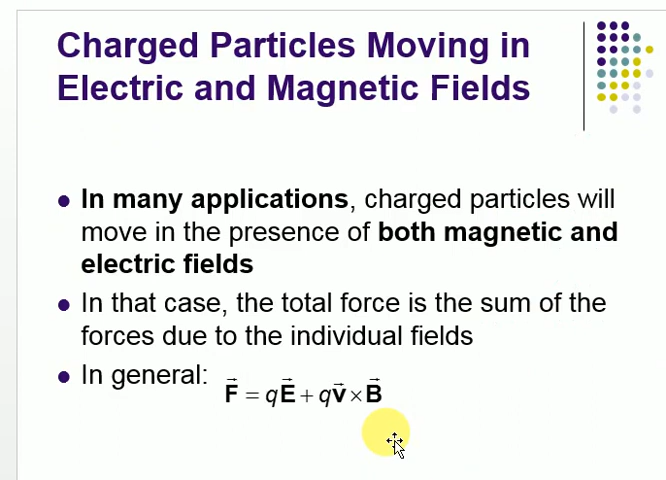 Charged Particles Moving in
Electric and Magnetic Fields
In many applications, charged particles will
move in the presence of both magnetic and
electric fields
In that case, the total force is the sum of the
forces due to the individual fields
In general: F⃗ = qE⃗ + qv⃗ × B⃗